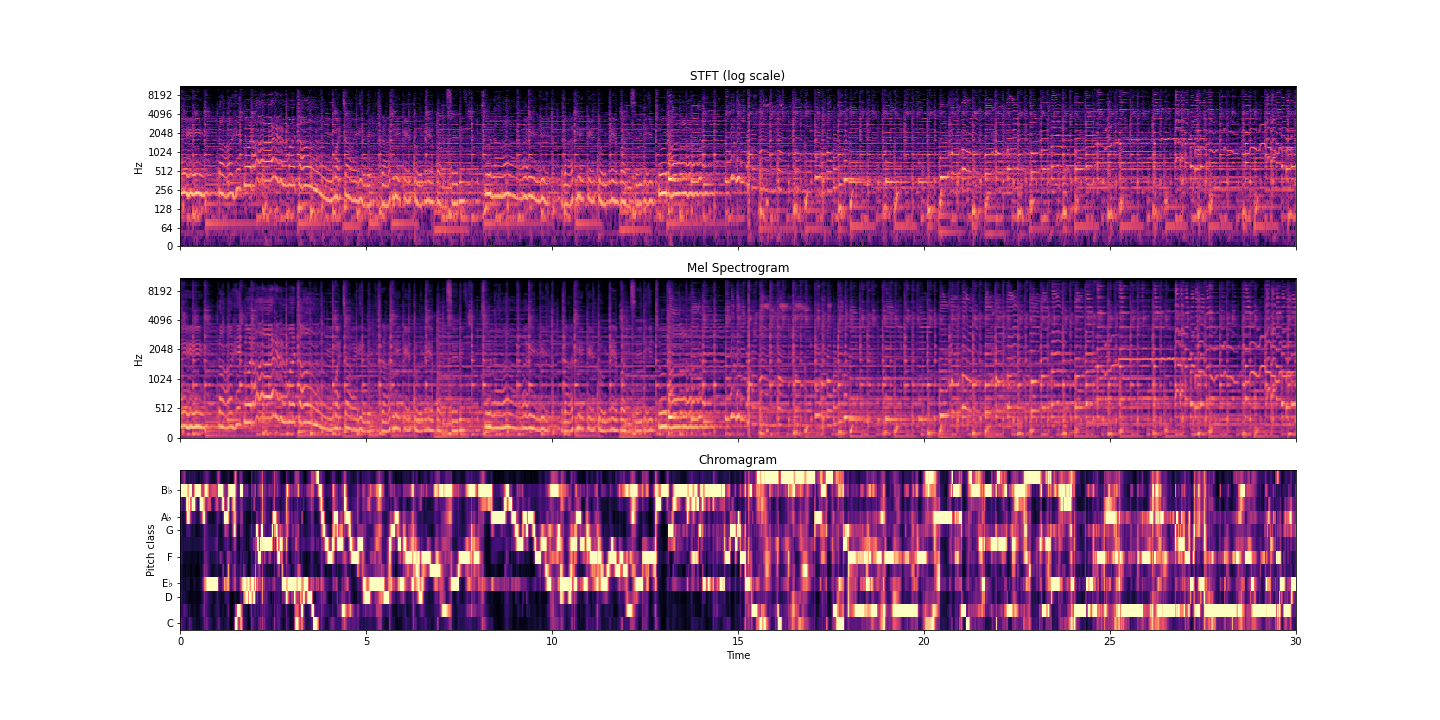 STFT (log scale)
8192
4096
2048
1024
512
256
128
64
0
Hz
Mel Spectrogram
8192
4096
2048
1024
512
0
Hz
Chromagram
B♭
A♭
G
F
E♭
D
C
Pitch class
0 5 10 15 20 25 30
Time